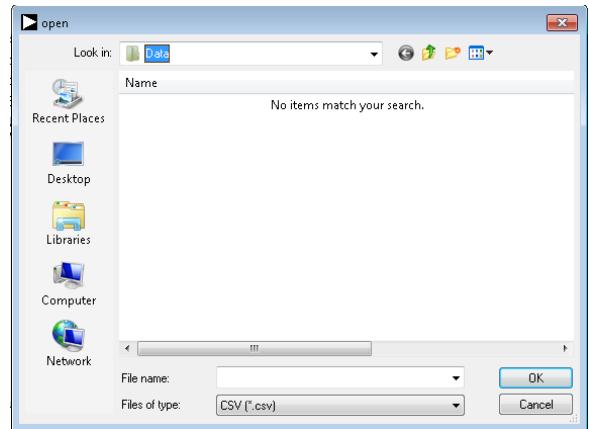 open
Look in: Data
Name
No items match your search.
Recent Places
Desktop
Libraries
Computer
Network
File name:
OK
Files of type: CSV (*.csv)
Cancel